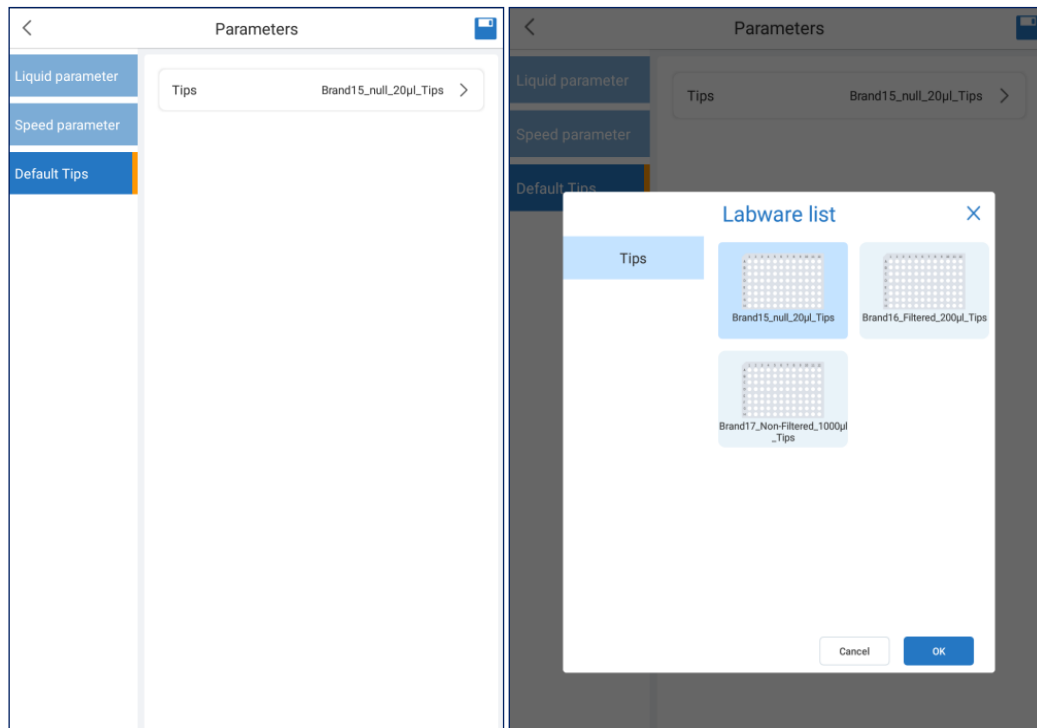 Parameters
Liquid parameter
Speed parameter
Default Tips
Tips Brand15_null_20µl_Tips
Parameters
Liquid parameter
Speed parameter
Default Tips
Tips Brand15_null_20µl_Tips
Labware list
Tips
Brand15_null_20µl_Tips
Brand16_Filtered_200µl_Tips
Brand17_Non-Filtered_1000µl
_Tips
Cancel
OK